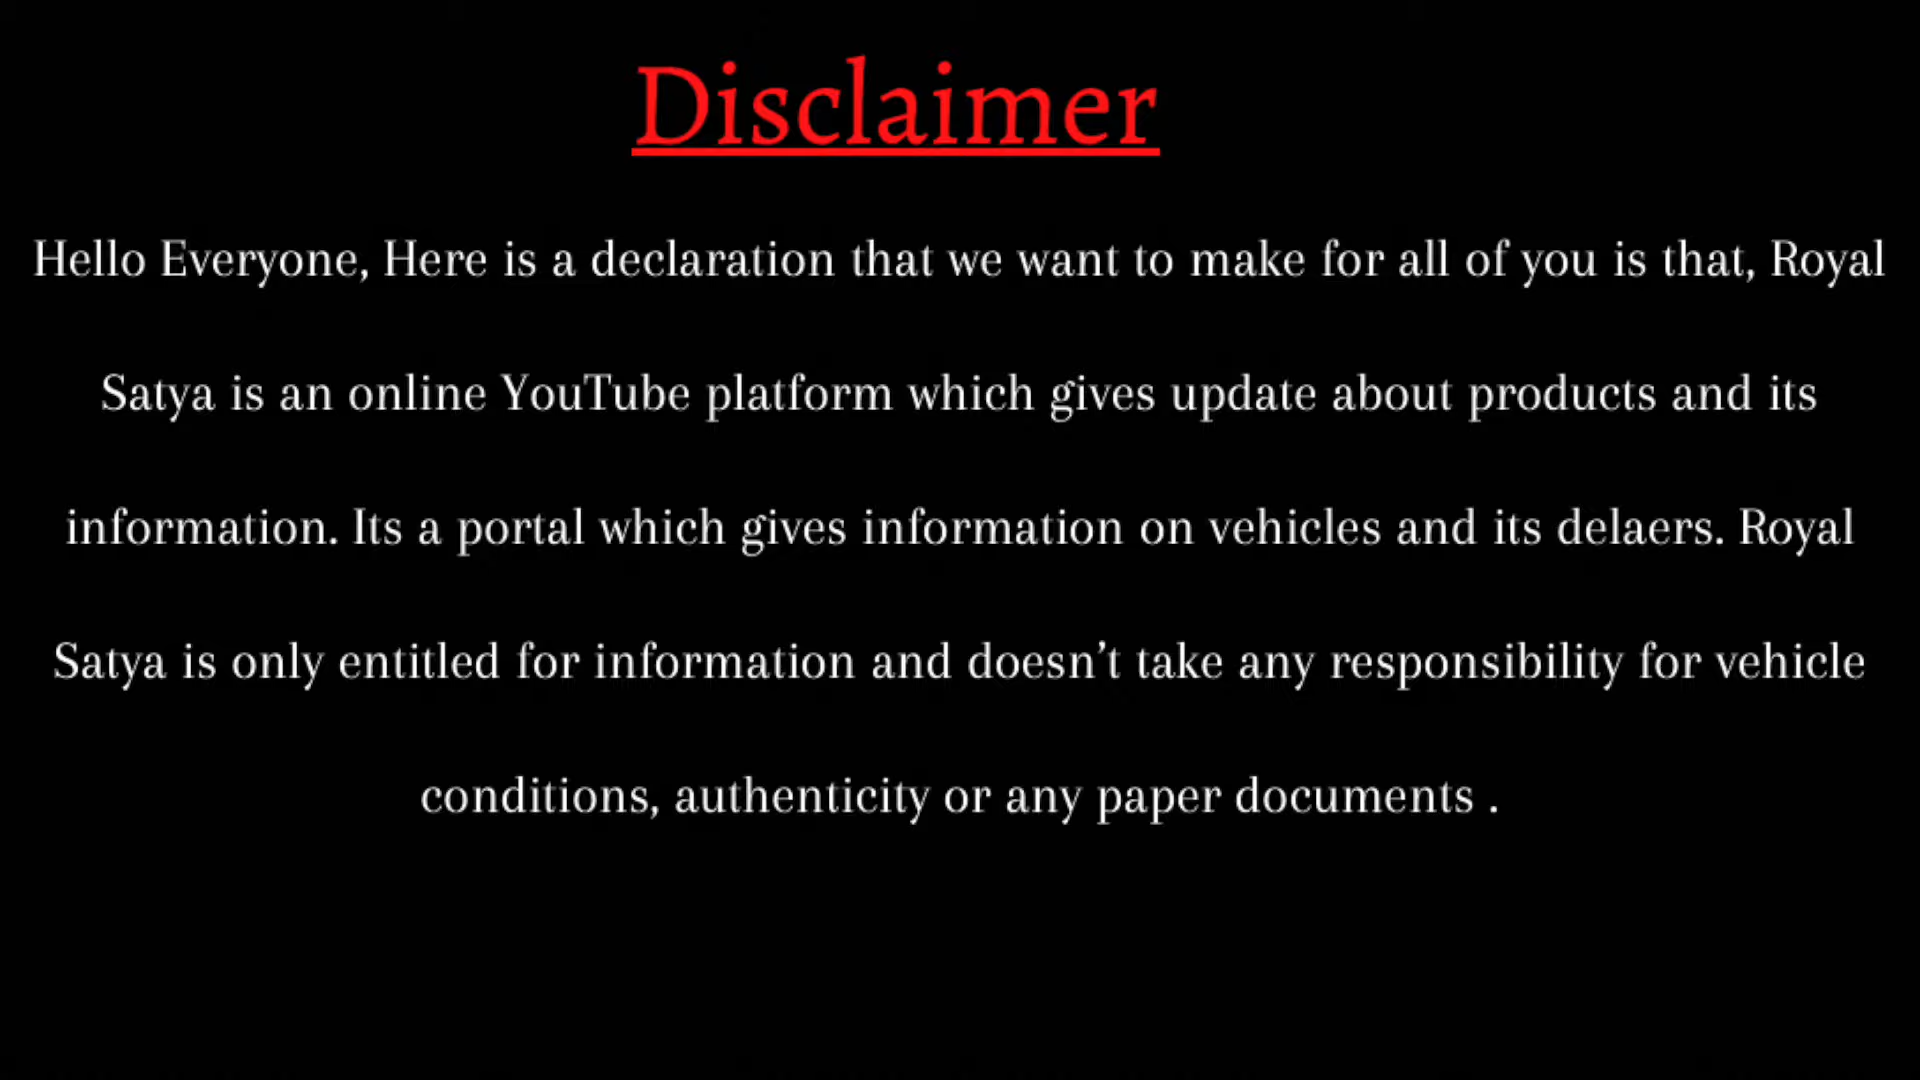 Disclaimer
Hello Everyone, Here is a declaration that we want to make for all of you is that, Royal
Satya is an online YouTube platform which gives update about products and its
information. Its a portal which gives information on vehicles and its delaers. Royal
Satya is only entitled for information and doesn’t take any responsibility for vehicle
conditions, authenticity or any paper documents .